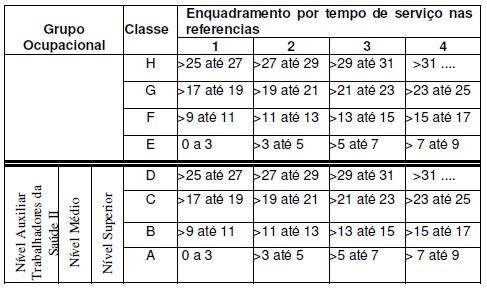 Grupo Ocupacional Classe Enquadramento por tempo de serviço nas referencias
1 2 3 4
H >25 até 27 >27 até 29 >29 até 31 >31 ....
G >17 até 19 >19 até 21 >21 até 23 >23 até 25
F >9 até 11 >11 até 13 >13 até 15 >15 até 17
E 0 a 3 >3 até 5 >5 até 7 > 7 até 9
Nível Auxiliar Trabalhadores da Saúde II
Nível Médio
Nível Superior
D >25 até 27 >27 até 29 >29 até 31 >31 ....
C >17 até 19 >19 até 21 >21 até 23 >23 até 25
B >9 até 11 >11 até 13 >13 até 15 >15 até 17
A 0 a 3 >3 até 5 >5 até 7 > 7 até 9